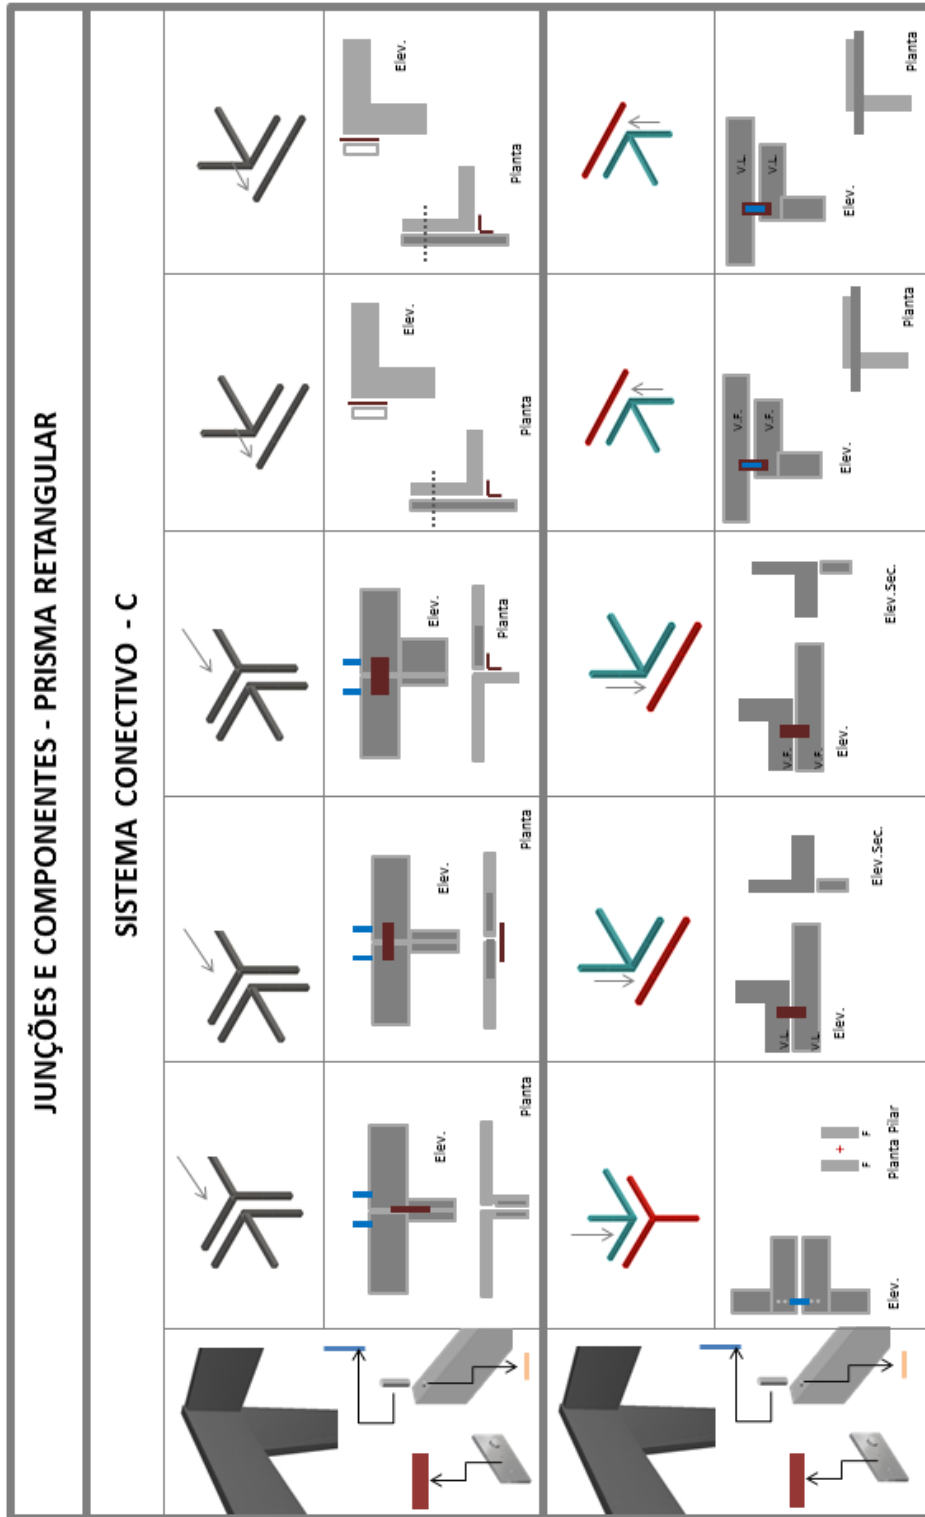 JUNÇÕES E COMPONENTES - PRISMA RETANGULAR
SISTEMA CONECTIVO - C
Elev.
Planta
Elev.
Planta
Elev.
Planta
Elev.
Planta
Elev.
Planta
Elev.
F + F
Planta Pilar
V.L.
V.L.
Elev.
Elev.Sec.
V.F.
V.F.
Elev.
Elev.Sec.
V.F.
V.F.
Elev.
Planta
V.L.
V.L.
Elev.
Planta